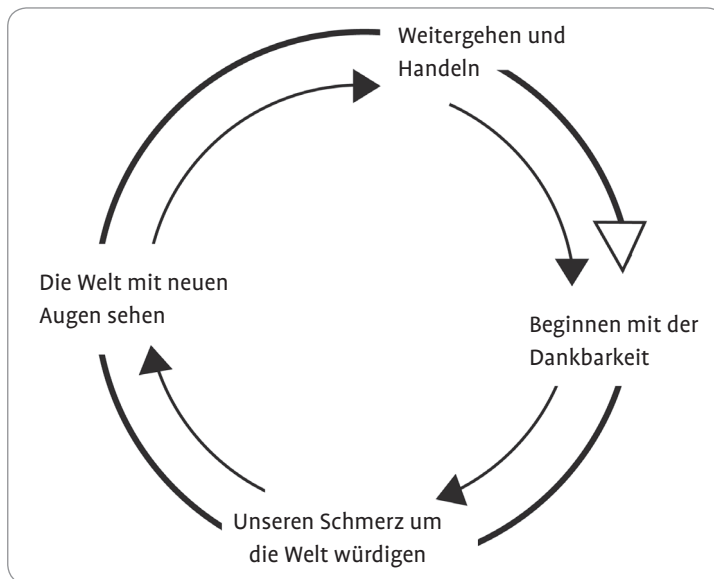 Weitergehen und
Handeln
Die Welt mit neuen
Augen sehen
Beginnen mit der
Dankbarkeit
Unseren Schmerz um
die Welt würdigen